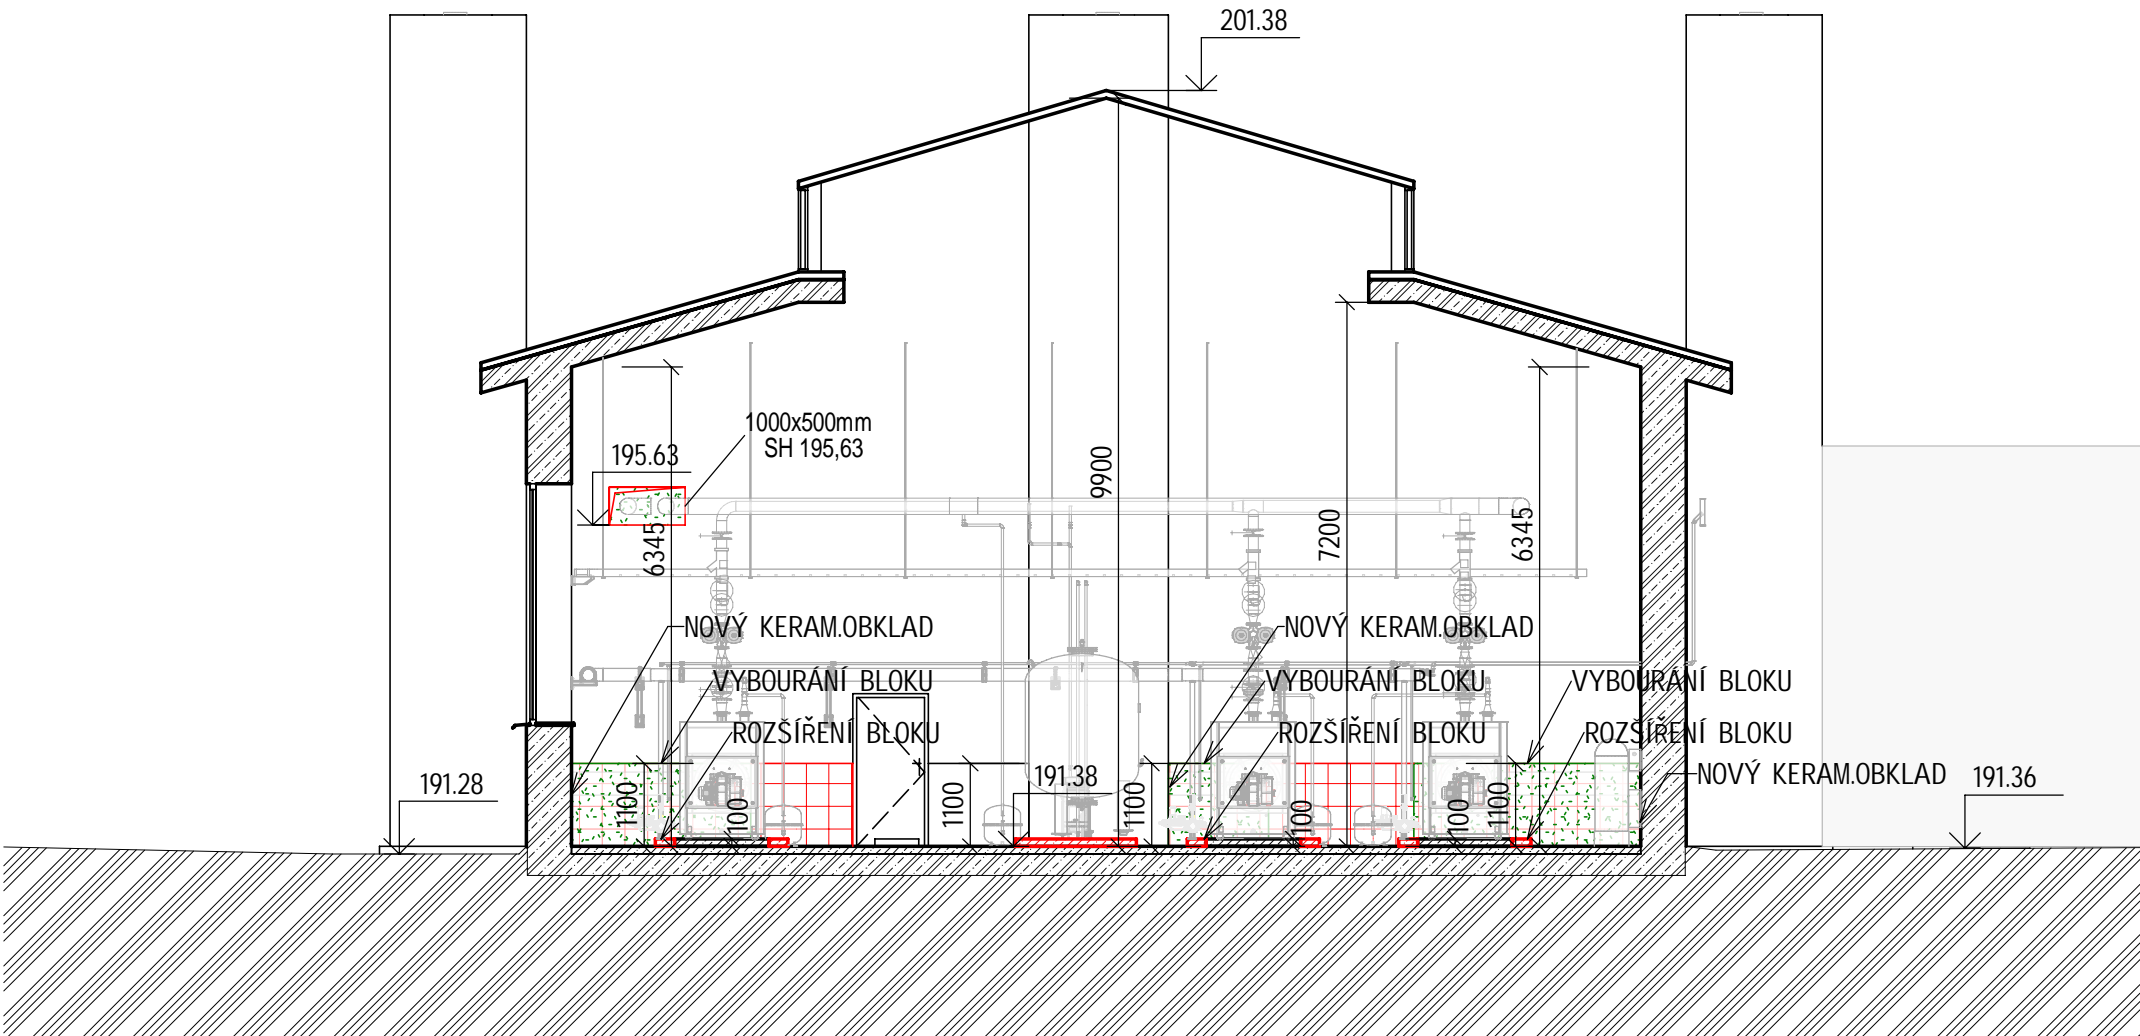 201.38
1000x500mm
SH 195,63
195.63
9900
6345
7200
6345
NOVÝ KERAM.OBKLAD
NOVÝ KERAM.OBKLAD
VYBOURÁNÍ BLOKU
VYBOURÁNÍ BLOKU
VYBOURÁNÍ BLOKU
ROZŠÍŘENÍ BLOKU
ROZŠÍŘENÍ BLOKU
ROZŠÍŘENÍ BLOKU
NOVÝ KERAM.OBKLAD
191.28
191.38
191.36
1100
100
1100
1100
100
100
1100